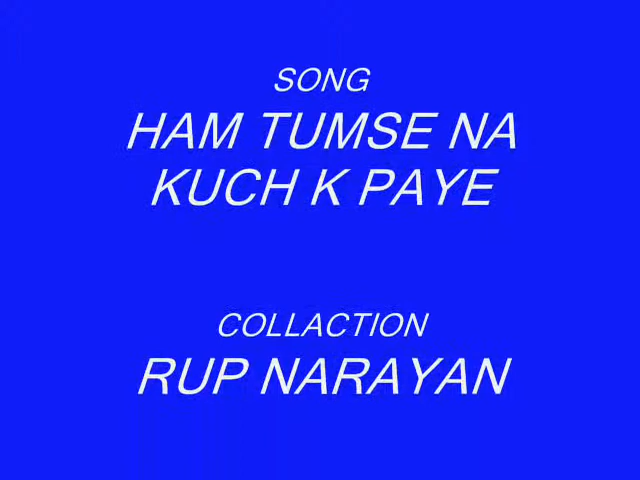 SONG
HAM TUMSE NA
KUCH K PAYE
COLLACTION
RUP NARAYAN